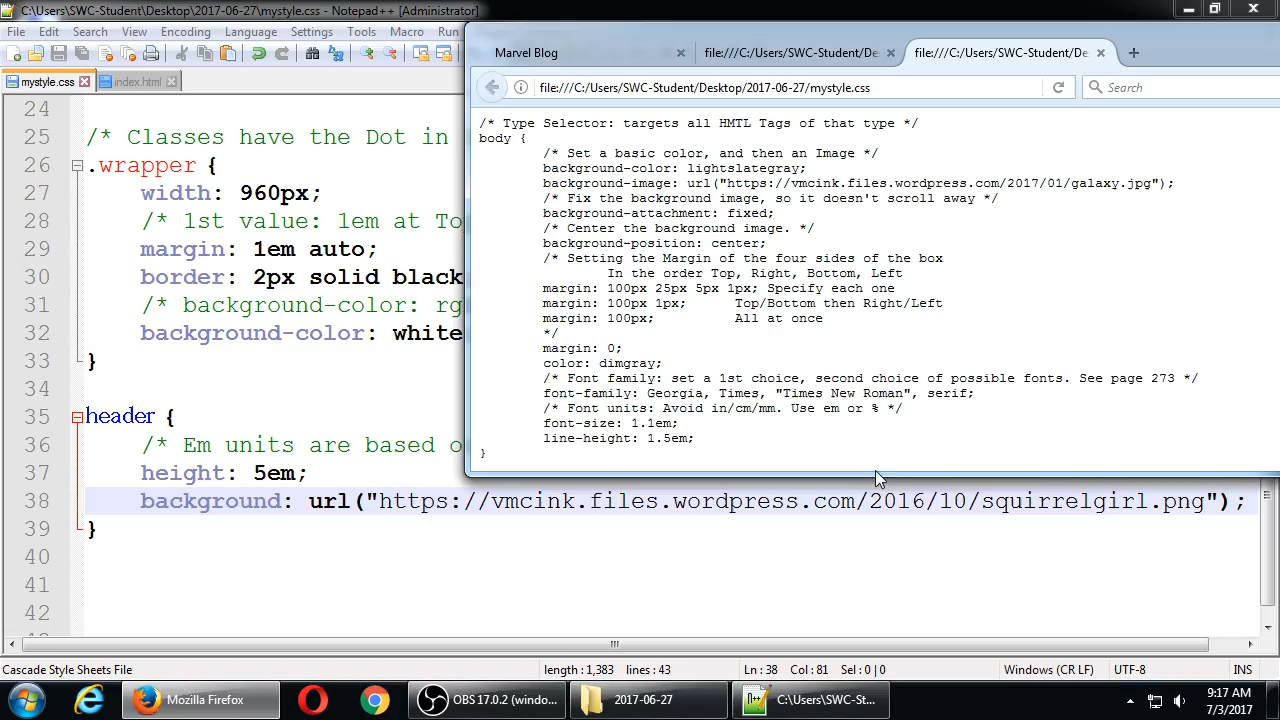 C:\Users\SWC-Student\Desktop\2017-06-27\mystyle.css - Notepad++ [Administrator]
File Edit Search View Encoding Language Settings Tools Macro Run
mystyle.css index.html
24
25 /* Classes have the Dot in
26 .wrapper {
27 width: 960px;
28 /* 1st value: 1em at To
29 margin: 1em auto;
30 border: 2px solid black
31 /* background-color: rg
32 background-color: white
33 }
34
35 header {
36 /* Em units are based o
37 height: 5em;
38 background: url("https://vmcink.files.wordpress.com/2016/10/squirrelgirl.png");
39 }
40
41
42
Marvel Blog file:///C:/Users/SWC-Student/De file:///C:/Users/SWC-Student/De
file:///C:/Users/SWC-Student/Desktop/2017-06-27/mystyle.css Search
/* Type Selector: targets all HMTL Tags of that type */
body {
/* Set a basic color, and then an Image */
background-color: lightslategray;
background-image: url("https://vmcink.files.wordpress.com/2017/01/galaxy.jpg");
/* Fix the background image, so it doesn't scroll away */
background-attachment: fixed;
/* Center the background image. */
background-position: center;
/* Setting the Margin of the four sides of the box
In the order Top, Right, Bottom, Left
margin: 100px 25px 5px 1px; Specify each one
margin: 100px 1px; Top/Bottom then Right/Left
margin: 100px; All at once
*/
margin: 0;
color: dimgray;
/* Font family: set a 1st choice, second choice of possible fonts. See page 273 */
font-family: Georgia, Times, "Times New Roman", serif;
/* Font units: Avoid in/cm/mm. Use em or % */
font-size: 1.1em;
line-height: 1.5em;
}
Cascade Style Sheets File length : 1,383 lines : 43 Ln : 38 Col : 81 Sel : 0 | 0 Windows (CR LF) UTF-8 INS
Mozilla Firefox OBS 17.0.2 (windo... 2017-06-27 C:\Users\SWC-St... 9:17 AM
7/3/2017